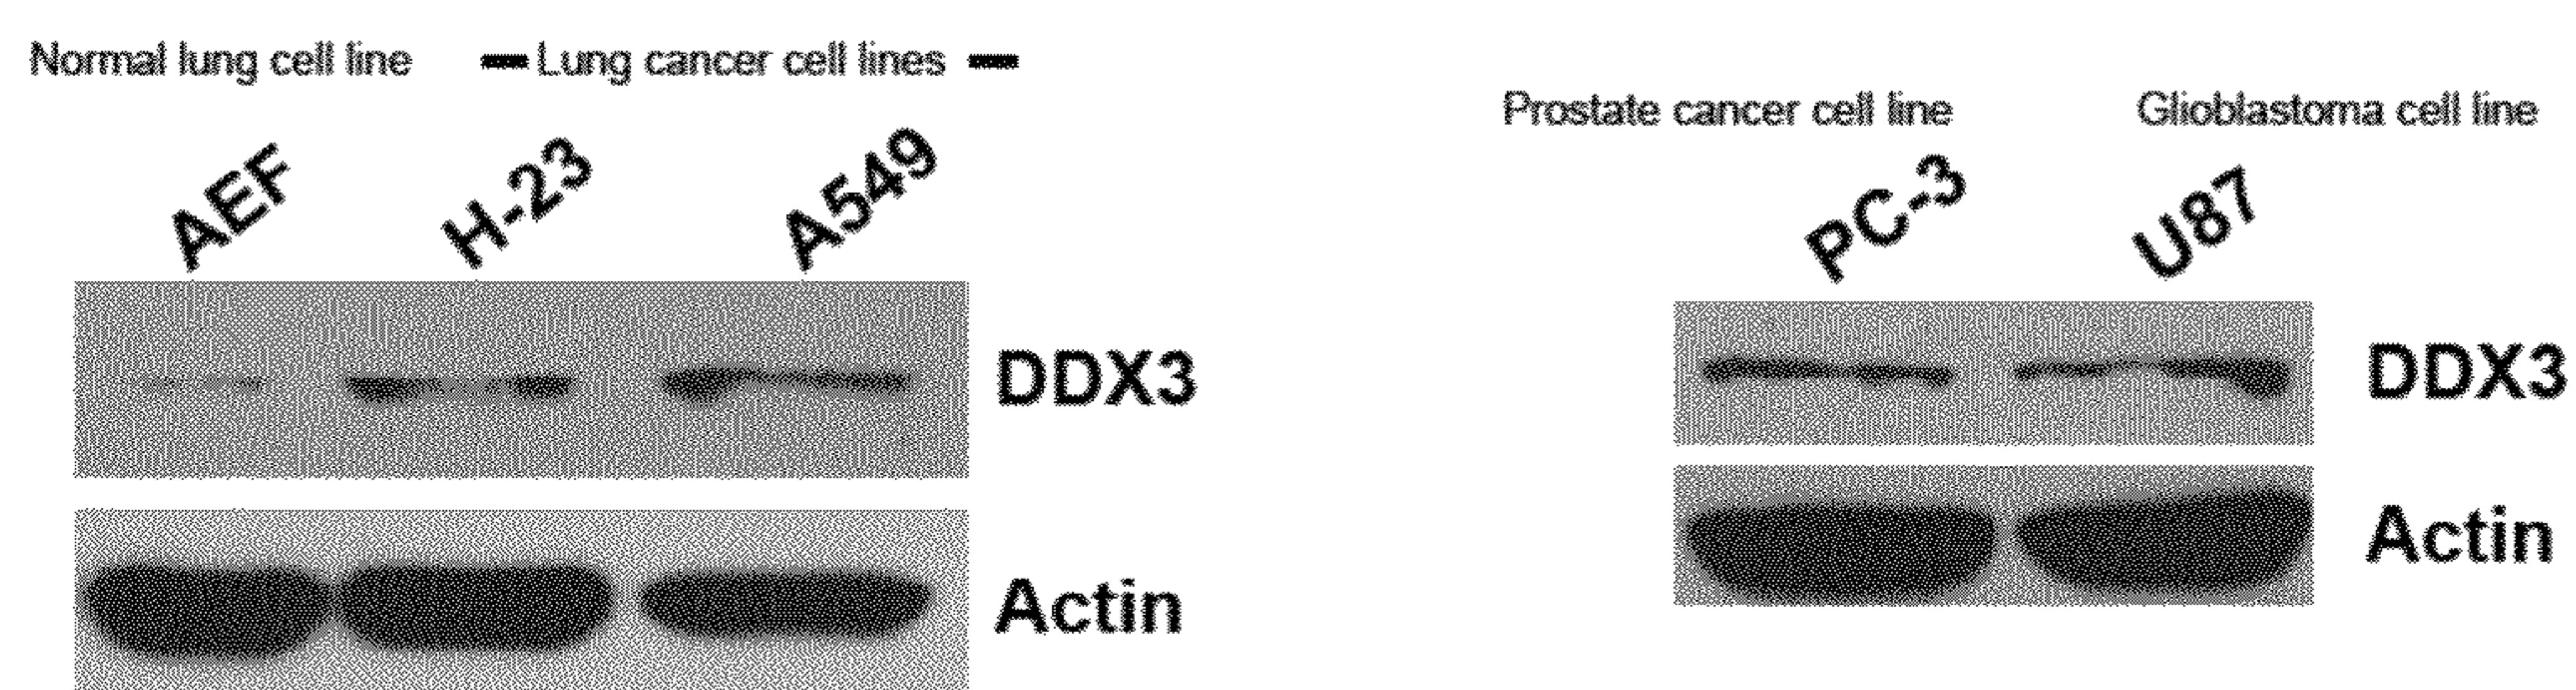 Normal lung cell line
Lung cancer cell lines
AEF
H-23
A549
DDX3
Actin
Prostate cancer cell line
Glioblastoma cell line
PC-3
U87
DDX3
Actin